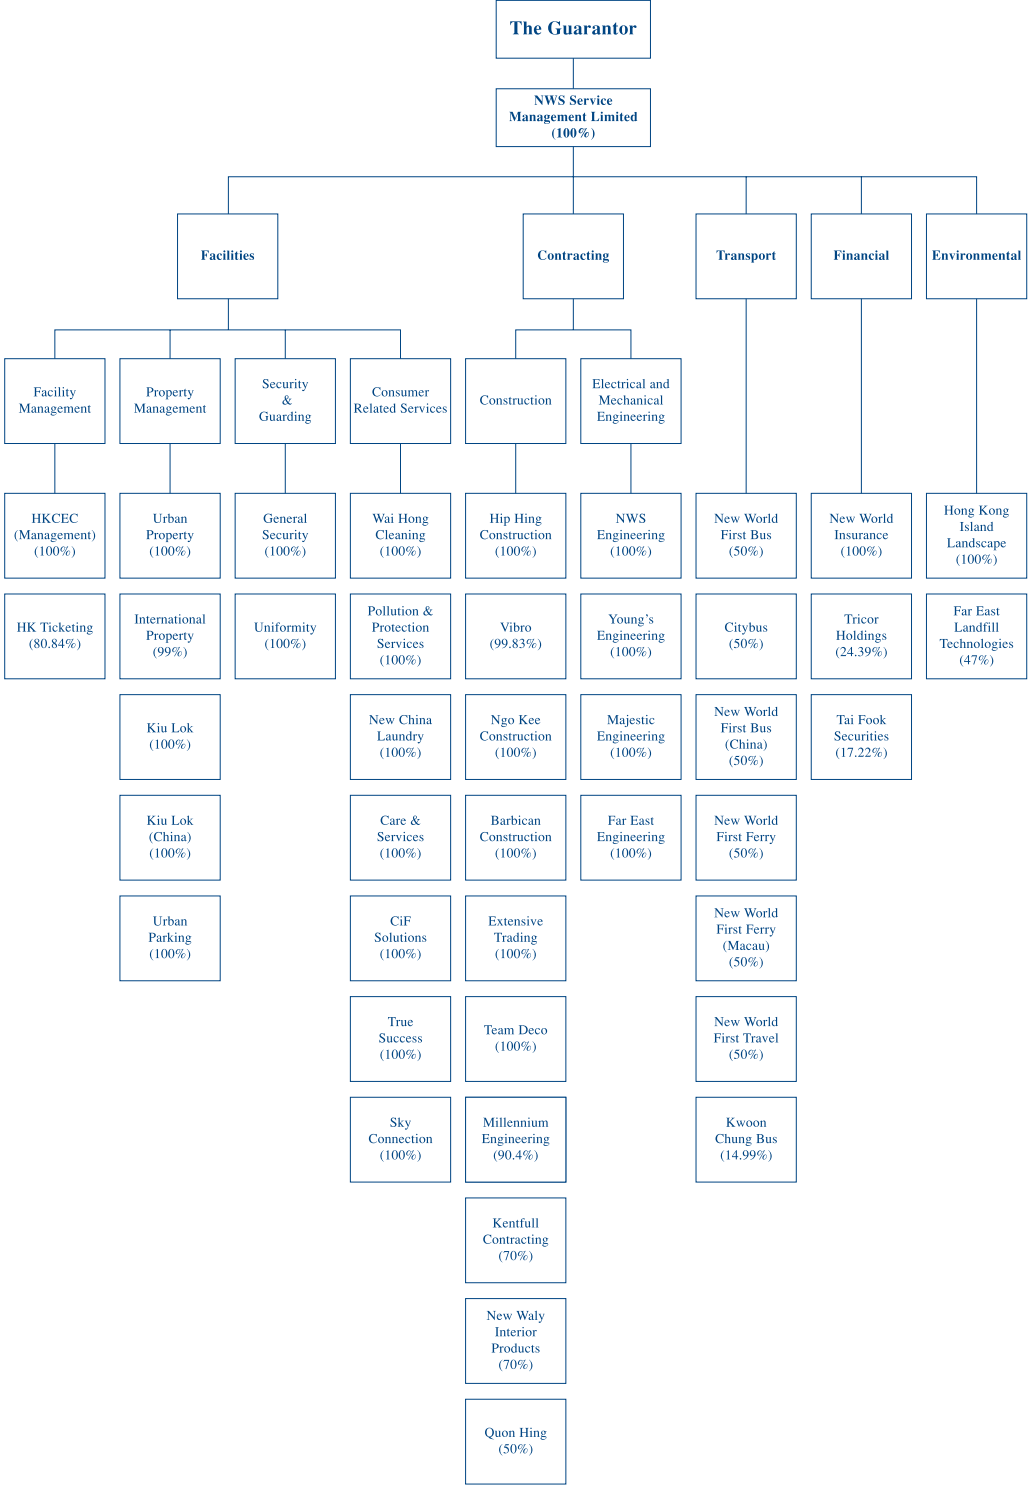 The Guarantor
NWS Service
Management Limited
(100%)
Facilities
Contracting
Transport
Financial
Environmental
Facility
Management
Property
Management
Security
&
Guarding
Consumer
Related Services
Construction
Electrical and
Mechanical
Engineering
HKCEC
(Management)
(100%)
Urban
Property
(100%)
General
Security
(100%)
Wai Hong
Cleaning
(100%)
Hip Hing
Construction
(100%)
NWS
Engineering
(100%)
New World
First Bus
(50%)
New World
Insurance
(100%)
Hong Kong
Island
Landscape
(100%)
HK Ticketing
(80.84%)
International
Property
(99%)
Uniformity
(100%)
Pollution &
Protection
Services
(100%)
Vibro
(99.83%)
Young's
Engineering
(100%)
Citybus
(50%)
Tricor
Holdings
(24.39%)
Far East
Landfill
Technologies
(47%)
Kiu Lok
(100%)
New China
Laundry
(100%)
Ngo Kee
Construction
(100%)
Majestic
Engineering
(100%)
New World
First Bus
(China)
(50%)
Tai Fook
Securities
(17.22%)
Kiu Lok
(China)
(100%)
Care &
Services
(100%)
Barbican
Construction
(100%)
Far East
Engineering
(100%)
New World
First Ferry
(50%)
Urban
Parking
(100%)
CiF
Solutions
(100%)
Extensive
Trading
(100%)
New World
First Ferry
(Macau)
(50%)
True
Success
(100%)
Team Deco
(100%)
New World
First Travel
(50%)
Sky
Connection
(100%)
Millennium
Engineering
(90.4%)
Kwoon
Chung Bus
(14.99%)
Kentfull
Contracting
(70%)
New Waly
Interior
Products
(70%)
Quon Hing
(50%)